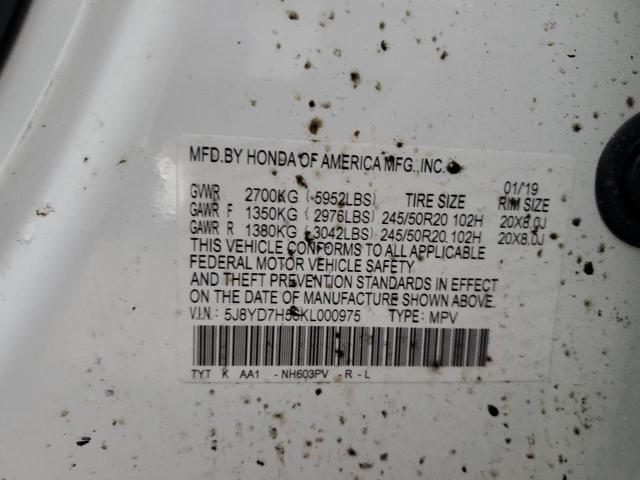 MFD.BY HONDA OF AMERICA MFG.,INC.
01/'19
GVWR 2700KG (5952LBS) TIRE SIZE RIM SIZE
GAWR F 1350KG (2976LBS) 245/50R20 102H 20X8.0J
GAWR R 1380KG (3042LBS) 245/50R20 102H 20X8.0J
THIS VEHICLE CONFORMS TO ALL APPLICABLE
FEDERAL MOTOR VEHICLE SAFETY
AND THEFT PREVENTION STANDARDS IN EFFECT
ON THE DATE OF MANUFACTURE SHOWN ABOVE.
V.I.N.: 5J8YD7H56KL000975 TYPE: MPV
TYT K AA1 -NH603PV -R-L